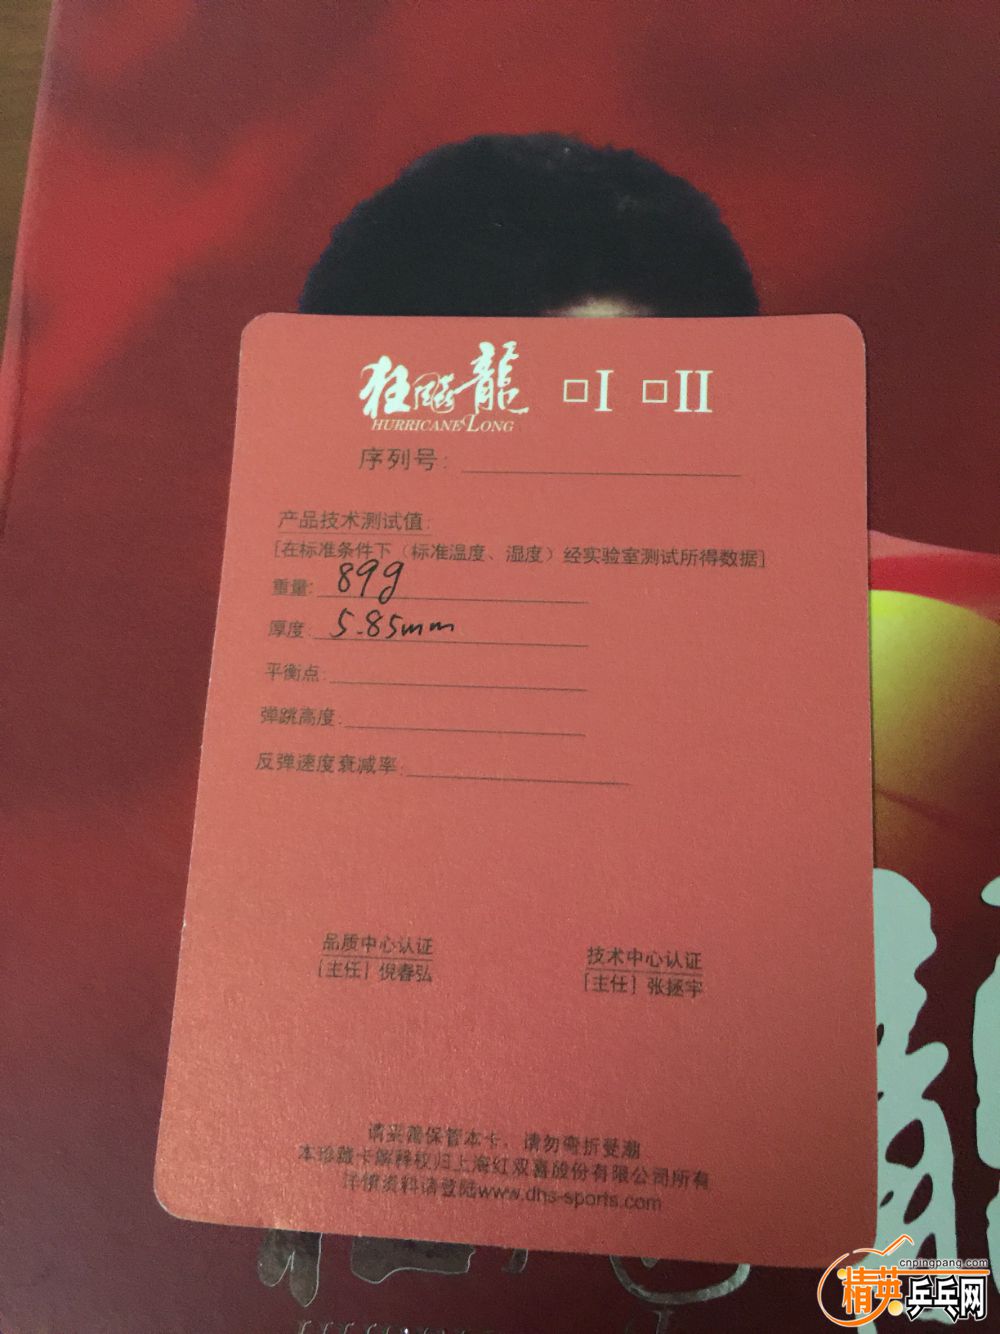 狂飚龍 □I □II
HURRICANE LONG
序列号:
产品技术测试值:
[在标准条件下（标准温度、湿度）经实验室测试所得数据]
重量: 89g
厚度: 5.85mm
平衡点:
弹跳高度:
反弹速度衰减率:
品质中心认证
[主任] 倪春弘
技术中心认证
[主任] 张拯宇
请妥善保管本卡，请勿弯折受潮
本珍藏卡解释权归上海红双喜股份有限公司所有
详情资料请登陆www.dhs-sports.com
cnpingpang.com
精英乒乓网